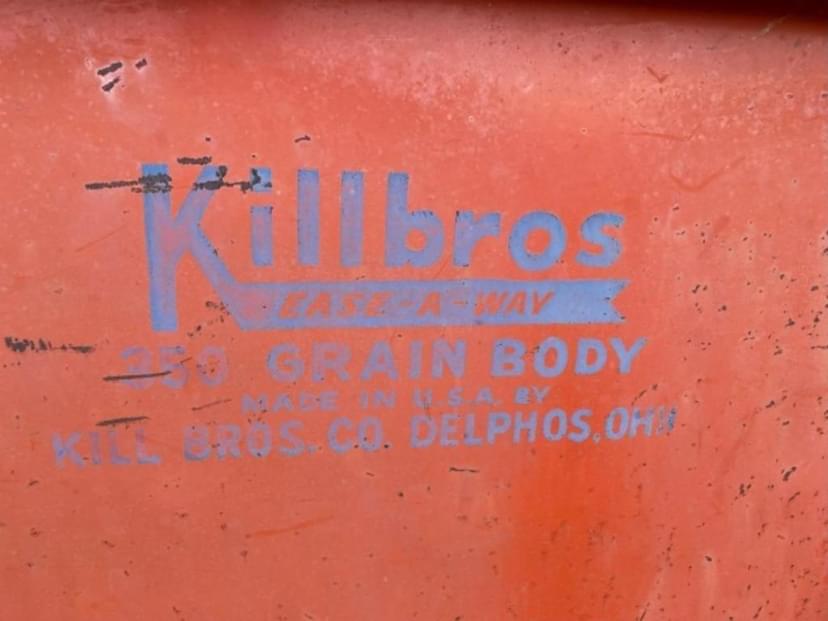 Killbros
EASE-A-WAY
350 GRAIN BODY
MADE IN U.S.A. BY
KILL BROS. CO. DELPHOS, OHIO